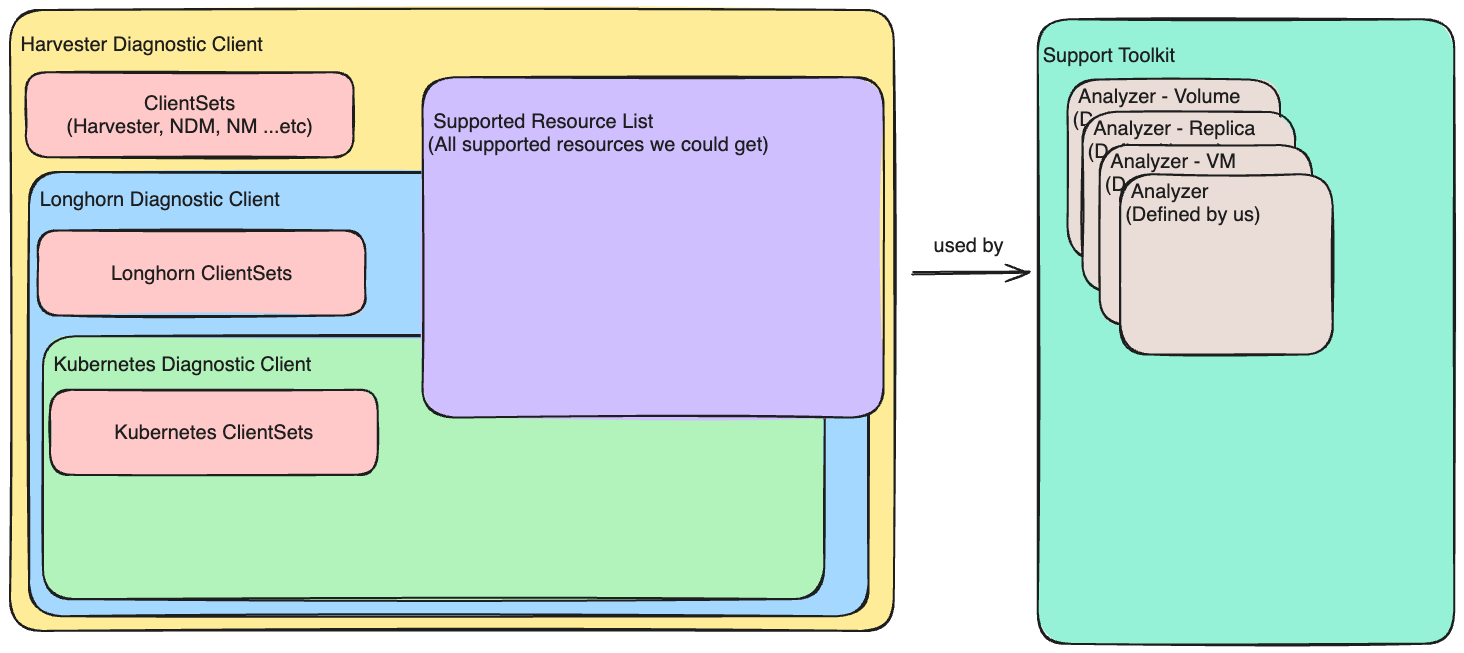 Harvester Diagnostic Client
ClientSets
(Harvester, NDM, NM ...etc)
Supported Resource List
(All supported resources we could get)
Longhorn Diagnostic Client
Longhorn ClientSets
Kubernetes Diagnostic Client
Kubernetes ClientSets
used by
Support Toolkit
Analyzer - Volume
Analyzer - Replica
Analyzer - VM
Analyzer
(Defined by us)